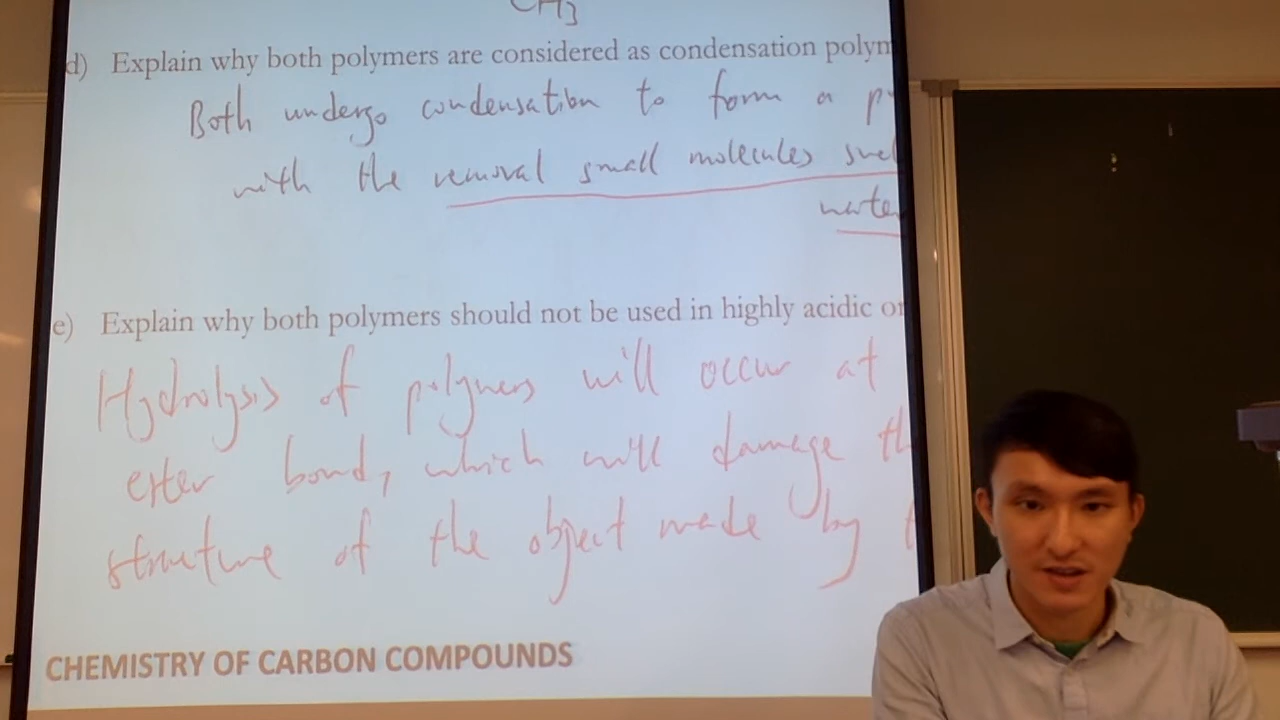 CH3
d) Explain why both polymers are considered as condensation polym
Both undergo condensation to form a p
with the removal small molecules suc
wate
e) Explain why both polymers should not be used in highly acidic or
Hydrolysis of polymers will occur at
ester bond, which will damage th
structure of the object made by t
CHEMISTRY OF CARBON COMPOUNDS